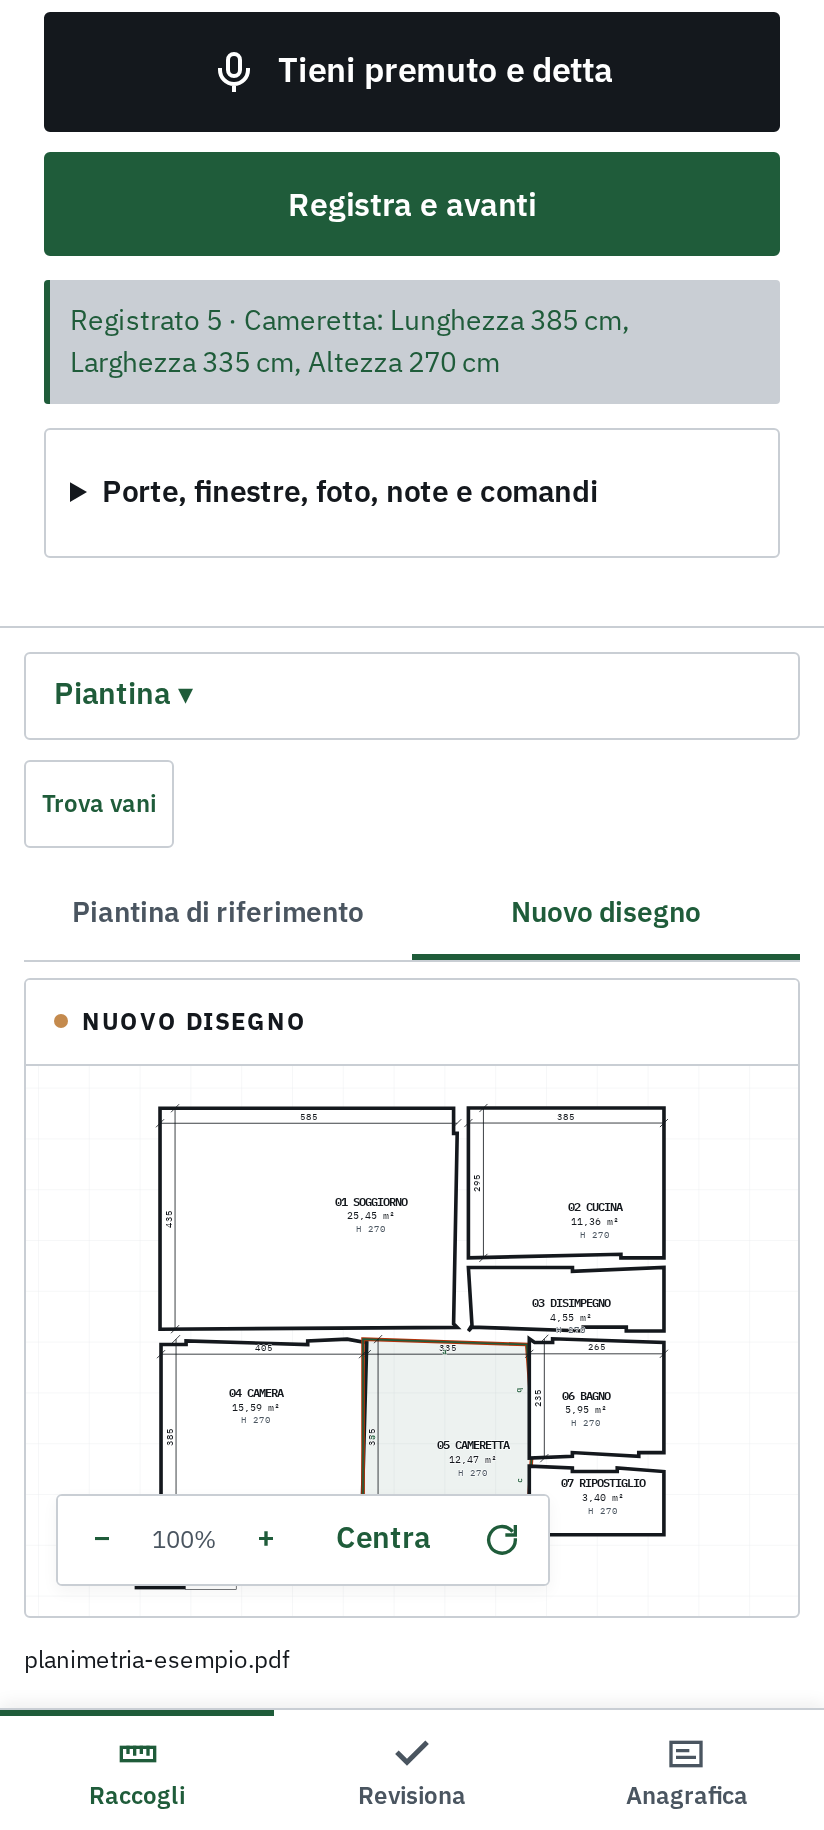 Tieni premuto e detta
Registra e avanti
Registrato 5 · Cameretta: Lunghezza 385 cm,
Larghezza 335 cm, Altezza 270 cm
Porte, finestre, foto, note e comandi
Piantina ▾
Trova vani
Piantina di riferimento
Nuovo disegno
NUOVO DISEGNO
585
385
435
295
01 SOGGIORNO
25,45 m²
H 270
02 CUCINA
11,36 m²
H 270
03 DISIMPEGNO
4,55 m²
H 270
405
335
265
385
335
235
04 CAMERA
15,59 m²
H 270
05 CAMERETTA
12,47 m²
H 270
06 BAGNO
5,95 m²
H 270
07 RIPOSTIGLIO
3,40 m²
H 270
− 100% + Centra
planimetria-esempio.pdf
Raccogli
Revisiona
Anagrafica